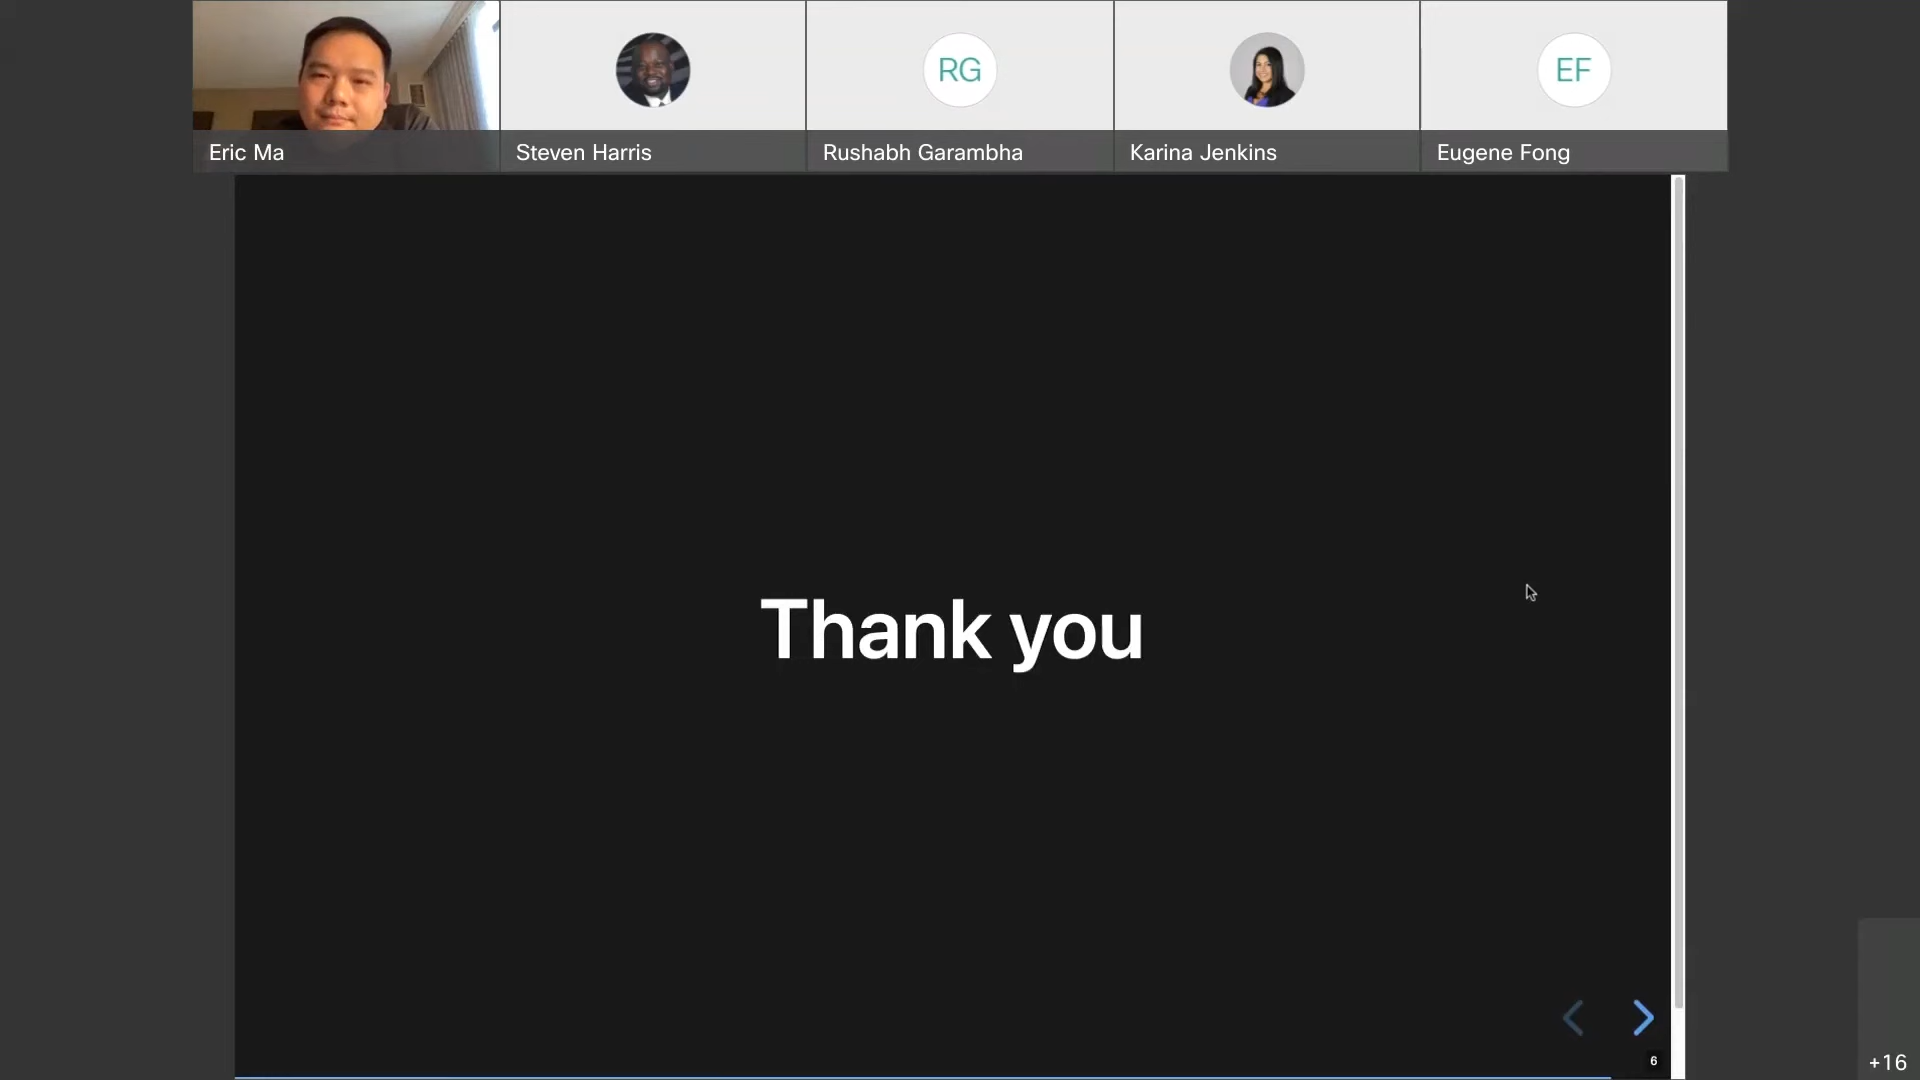 RG
EF
Eric Ma
Steven Harris
Rushabh Garambha
Karina Jenkins
Eugene Fong
Thank you
6
+16